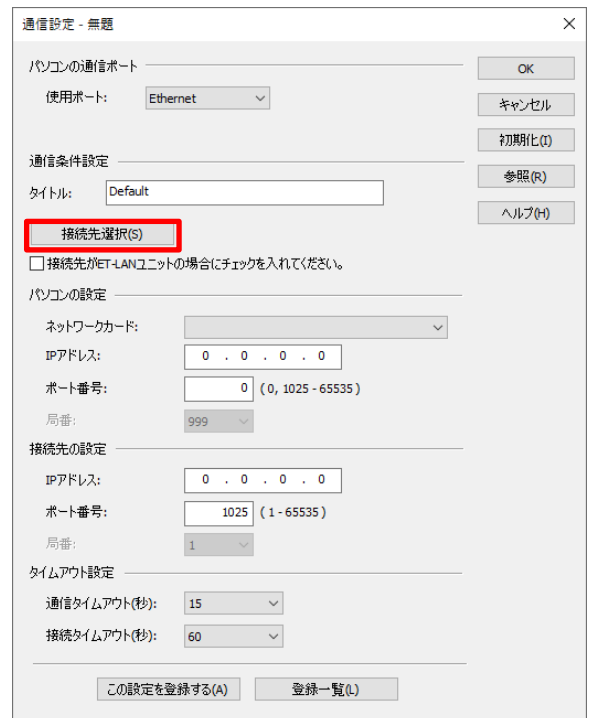 通信設定 - 無題
パソコンの通信ポート
使用ポート: Ethernet
OK
キャンセル
初期化(I)
参照(R)
ヘルプ(H)
通信条件設定
タイトル: Default
接続先選択(S)
接続先がET-LANユニットの場合にチェックを入れてください。
パソコンの設定
ネットワークカード:
IPアドレス: 0 . 0 . 0 . 0
ポート番号: 0 ( 0, 1025 - 65535 )
局番: 999
接続先の設定
IPアドレス: 0 . 0 . 0 . 0
ポート番号: 1025 ( 1 - 65535 )
局番: 1
タイムアウト設定
通信タイムアウト(秒): 15
接続タイムアウト(秒): 60
この設定を登録する(A) 登録一覧(L)